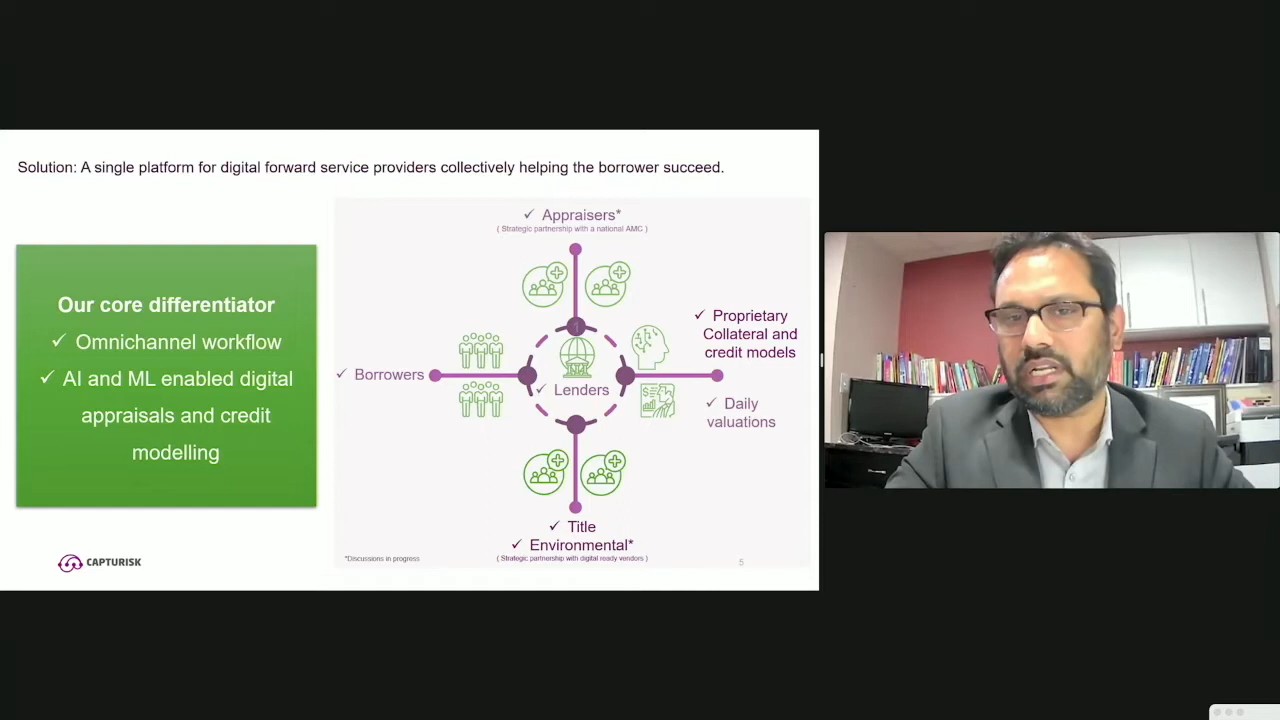 Solution: A single platform for digital forward service providers collectively helping the borrower succeed.
Our core differentiator
✓ Omnichannel workflow
✓ AI and ML enabled digital
appraisals and credit
modelling
✓ Appraisers*
( Strategic partnership with a national AMC )
✓ Proprietary
Collateral and
credit models
✓ Borrowers
✓ Lenders
✓ Daily
valuations
✓ Title
✓ Environmental*
( Strategic partnership with digital ready vendors )
*Discussions in progress
CAPTURISK
5